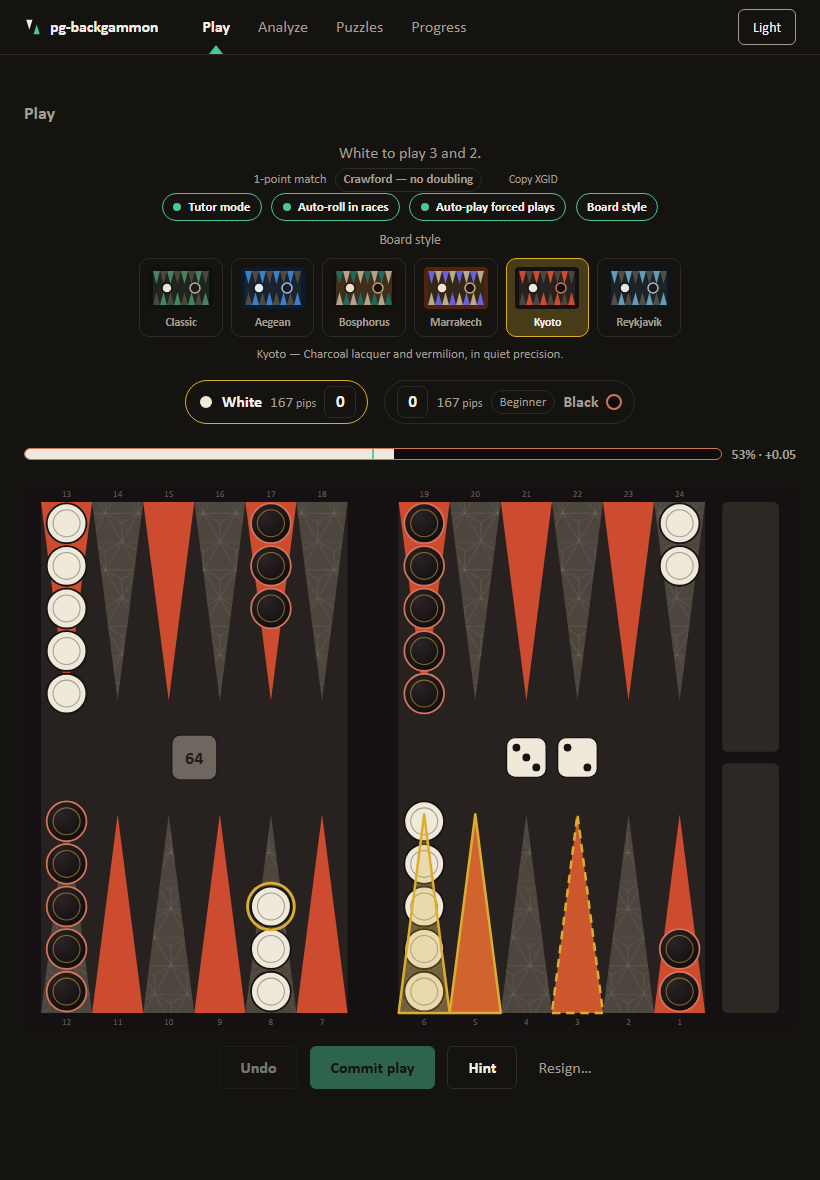 pg-backgammon Play Analyze Puzzles Progress Light
Play
White to play 3 and 2.
1-point match Crawford — no doubling Copy XGID
Tutor mode Auto-roll in races Auto-play forced plays Board style
Board style
Classic Aegean Bosphorus Marrakech Kyoto Reykjavík
Kyoto — Charcoal lacquer and vermilion, in quiet precision.
White 167 pips 0 0 167 pips Beginner Black
53% · +0.05
13 14 15 16 17 18 19 20 21 22 23 24
64
12 11 10 9 8 7 6 5 4 3 2 1
Undo Commit play Hint Resign...